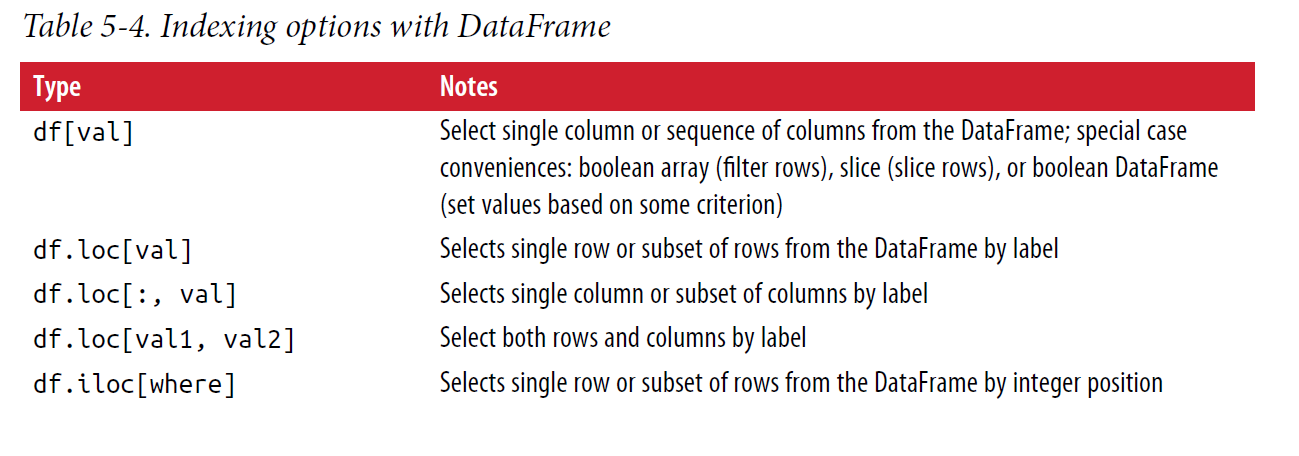 Table 5-4. Indexing options with DataFrame
Type Notes
df[val] Select single column or sequence of columns from the DataFrame; special case
conveniences: boolean array (filter rows), slice (slice rows), or boolean DataFrame
(set values based on some criterion)
df.loc[val] Selects single row or subset of rows from the DataFrame by label
df.loc[:, val] Selects single column or subset of columns by label
df.loc[val1, val2] Select both rows and columns by label
df.iloc[where] Selects single row or subset of rows from the DataFrame by integer position